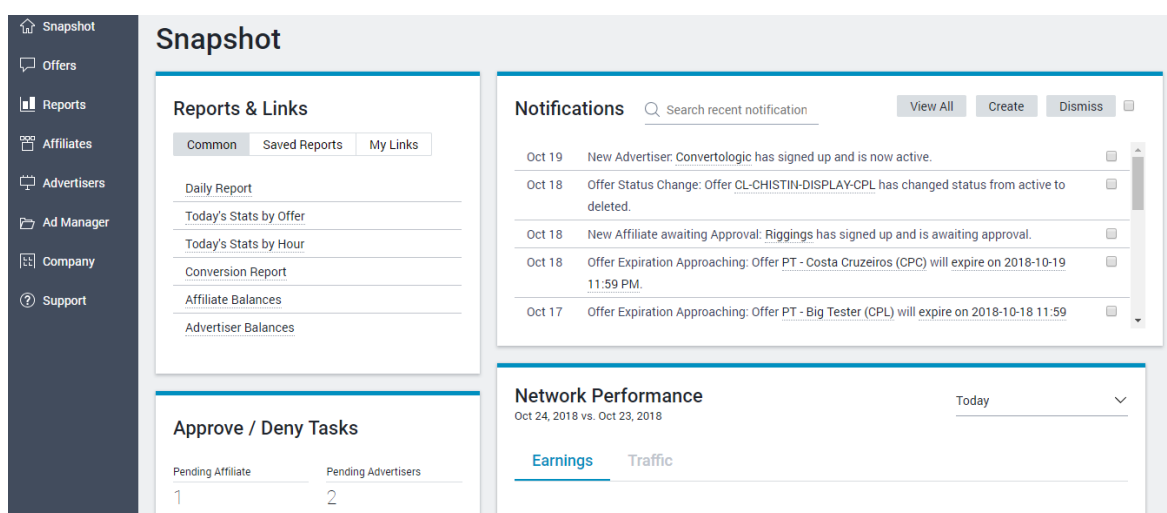 Snapshot
Offers
Reports
Affiliates
Advertisers
Ad Manager
Company
Support
Snapshot
Reports & Links
Common Saved Reports My Links
Daily Report
Today's Stats by Offer
Today's Stats by Hour
Conversion Report
Affiliate Balances
Advertiser Balances
Notifications Search recent notification View All Create Dismiss
Oct 19 New Advertiser: Convertologic has signed up and is now active.
Oct 18 Offer Status Change: Offer CL-CHISTIN-DISPLAY-CPL has changed status from active to
deleted.
Oct 18 New Affiliate awaiting Approval: Riggings has signed up and is awaiting approval.
Oct 18 Offer Expiration Approaching: Offer PT - Costa Cruzeiros (CPC) will expire on 2018-10-19
11:59 PM.
Oct 17 Offer Expiration Approaching: Offer PT - Big Tester (CPL) will expire on 2018-10-18 11:59
Approve / Deny Tasks
Pending Affiliate Pending Advertisers
1 2
Network Performance
Oct 24, 2018 vs. Oct 23, 2018
Today
Earnings Traffic